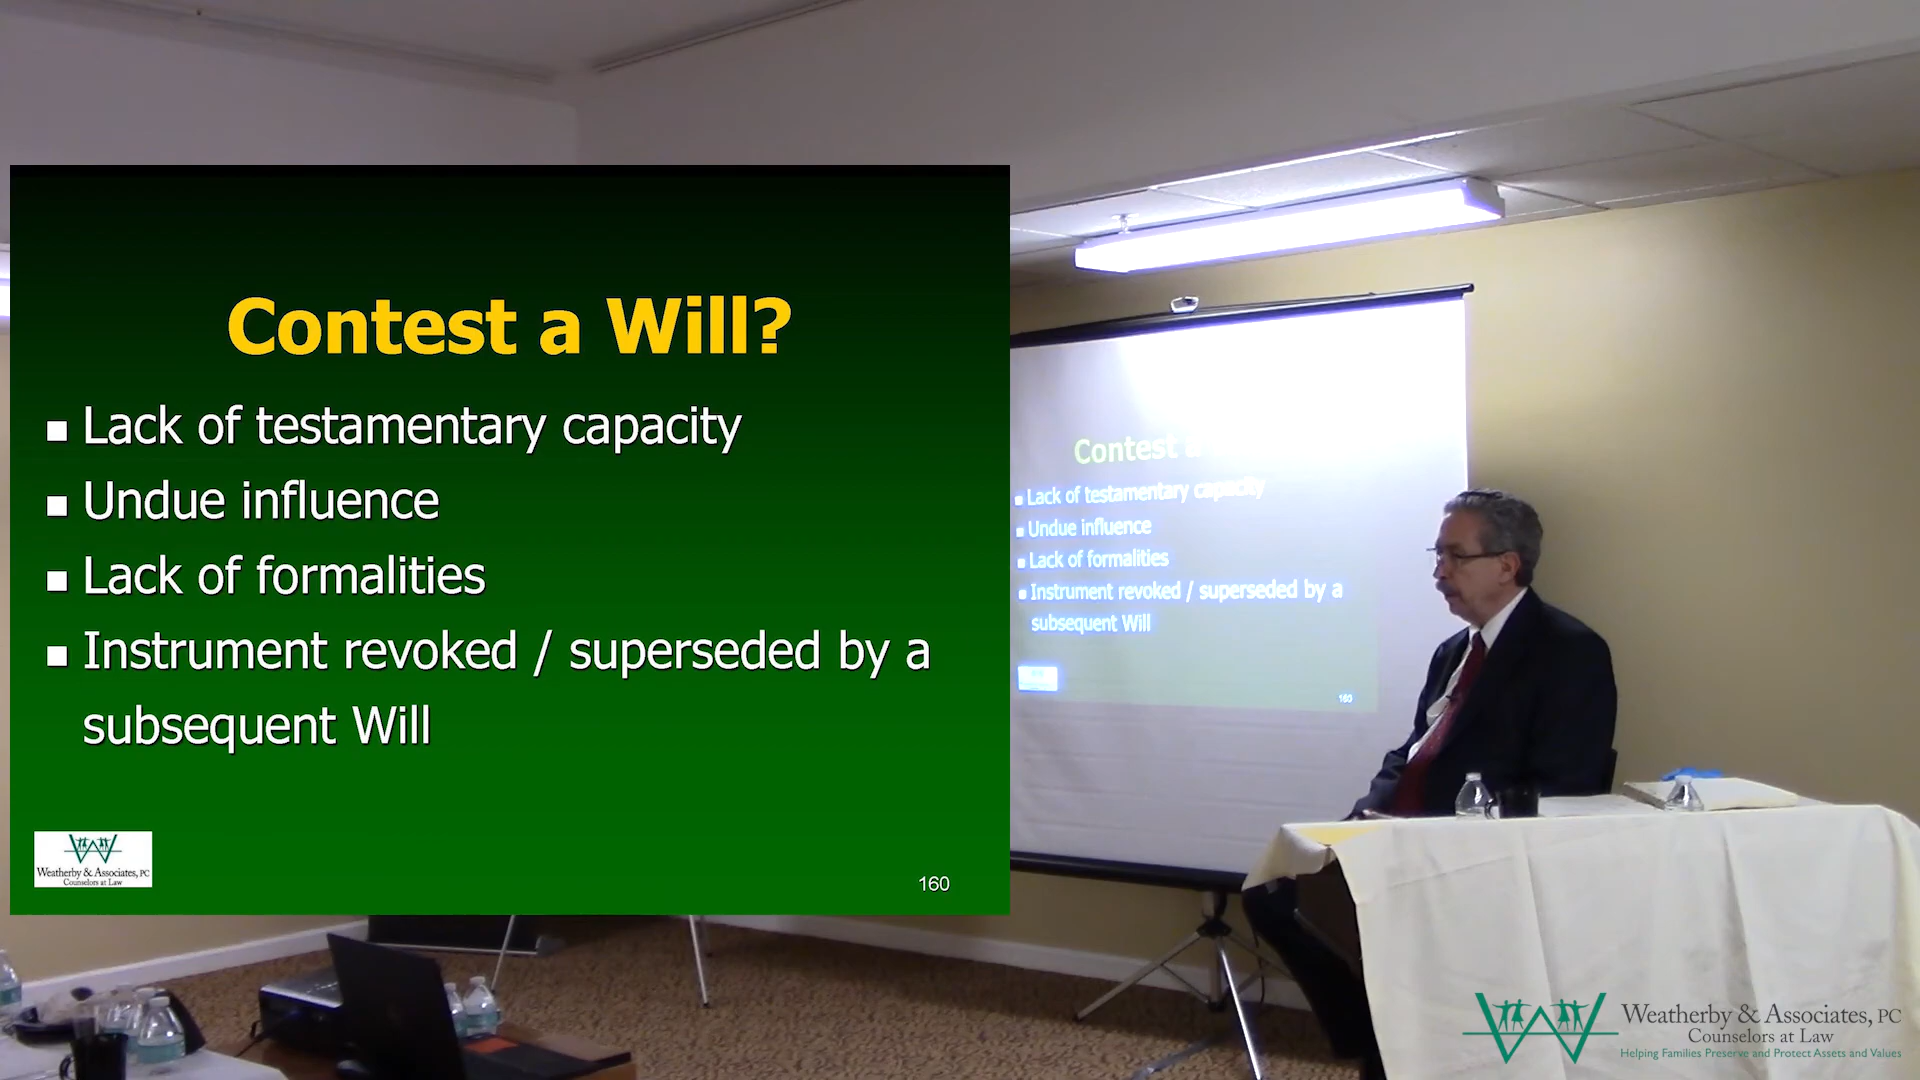 Contest a Will?
Lack of testamentary capacity
Undue influence
Lack of formalities
Instrument revoked / superseded by a
subsequent Will
Weatherby & Associates, PC
Counselors at Law
160
Contest a
Lack of testamentary capacity
Undue influence
Lack of formalities
Instrument revoked / superseded by a
subsequent Will
160
Weatherby & Associates, PC
Counselors at Law
Helping Families Preserve and Protect Assets and Values